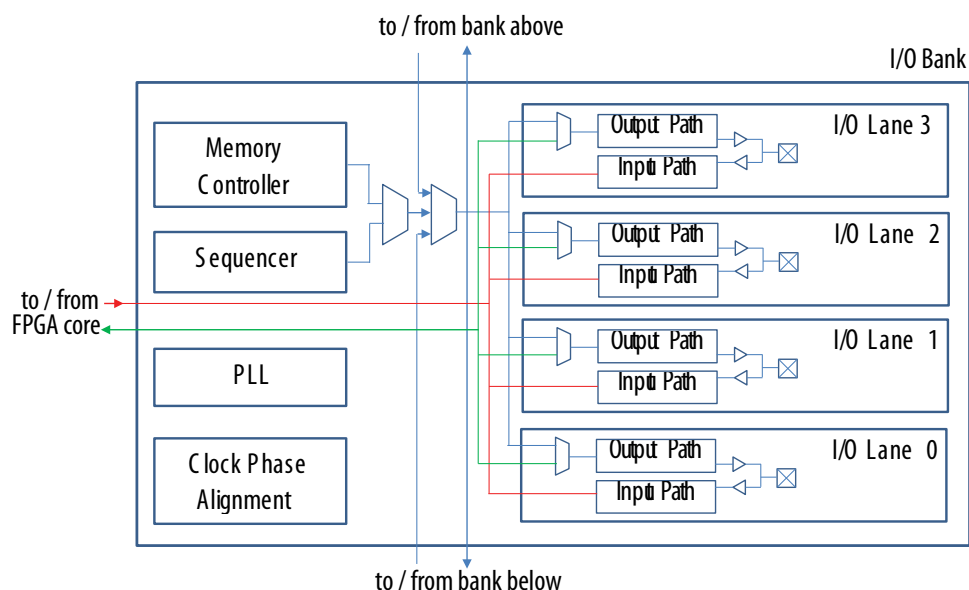 to / from bank above
I/O Bank
Memory
Controller
Sequencer
to / from
FPGA core
PLL
Clock Phase
Alignment
Output Path
I/O Lane 3
Input Path
Output Path
I/O Lane 2
Input Path
Output Path
I/O Lane 1
Input Path
Output Path
I/O Lane 0
Input Path
to / from bank below